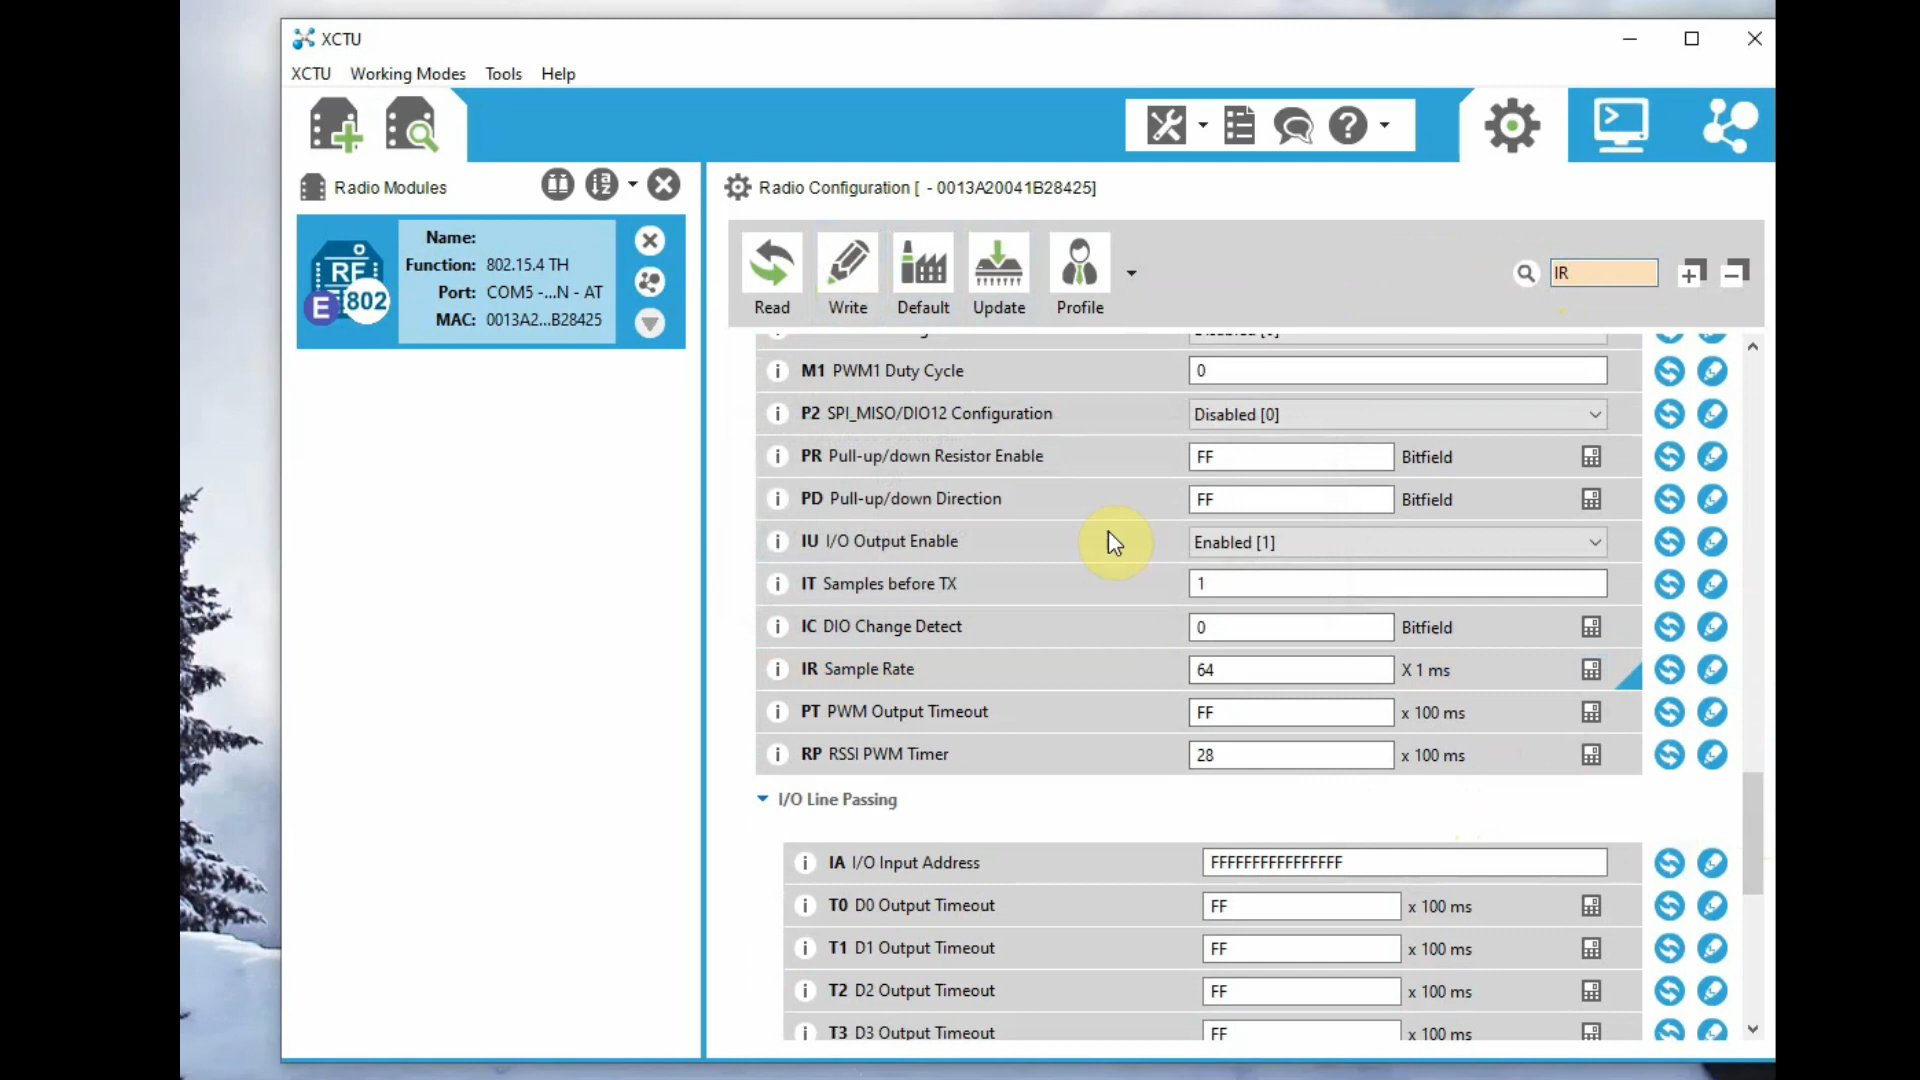 XCTU
XCTU Working Modes Tools Help
Radio Modules
Radio Configuration [ - 0013A20041B28425]
RF
E 802
Name:
Function: 802.15.4 TH
Port: COM5 -...N - AT
MAC: 0013A2...B28425
Read Write Default Update Profile
IR
M1 PWM1 Duty Cycle 0
P2 SPI_MISO/DIO12 Configuration Disabled [0]
PR Pull-up/down Resistor Enable FF Bitfield
PD Pull-up/down Direction FF Bitfield
IU I/O Output Enable Enabled [1]
IT Samples before TX 1
IC DIO Change Detect 0 Bitfield
IR Sample Rate 64 X 1 ms
PT PWM Output Timeout FF x 100 ms
RP RSSI PWM Timer 28 x 100 ms
I/O Line Passing
IA I/O Input Address FFFFFFFFFFFFFFFF
T0 D0 Output Timeout FF x 100 ms
T1 D1 Output Timeout FF x 100 ms
T2 D2 Output Timeout FF x 100 ms
T3 D3 Output Timeout FF x 100 ms